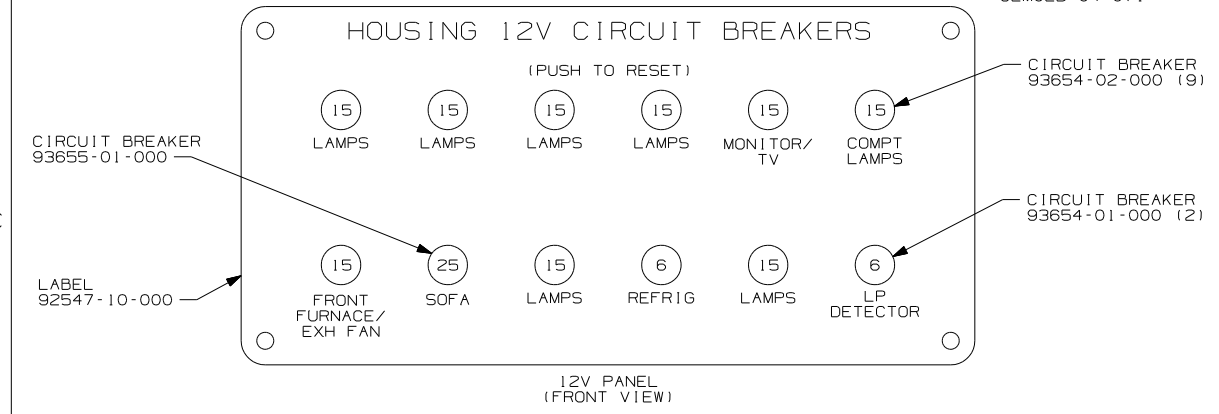 HOUSING 12V CIRCUIT BREAKERS
(PUSH TO RESET)
CIRCUIT BREAKER
93654-02-000 (9)
15 15 15 15 15 15
LAMPS LAMPS LAMPS LAMPS MONITOR/
TV COMPT
LAMPS
CIRCUIT BREAKER
93655-01-000
CIRCUIT BREAKER
93654-01-000 (2)
15 25 15 6 15 6
FRONT
FURNACE/
EXH FAN
SOFA
LAMPS
REFRIG
LAMPS
LP
DETECTOR
LABEL
92547-10-000
12V PANEL
(FRONT VIEW)